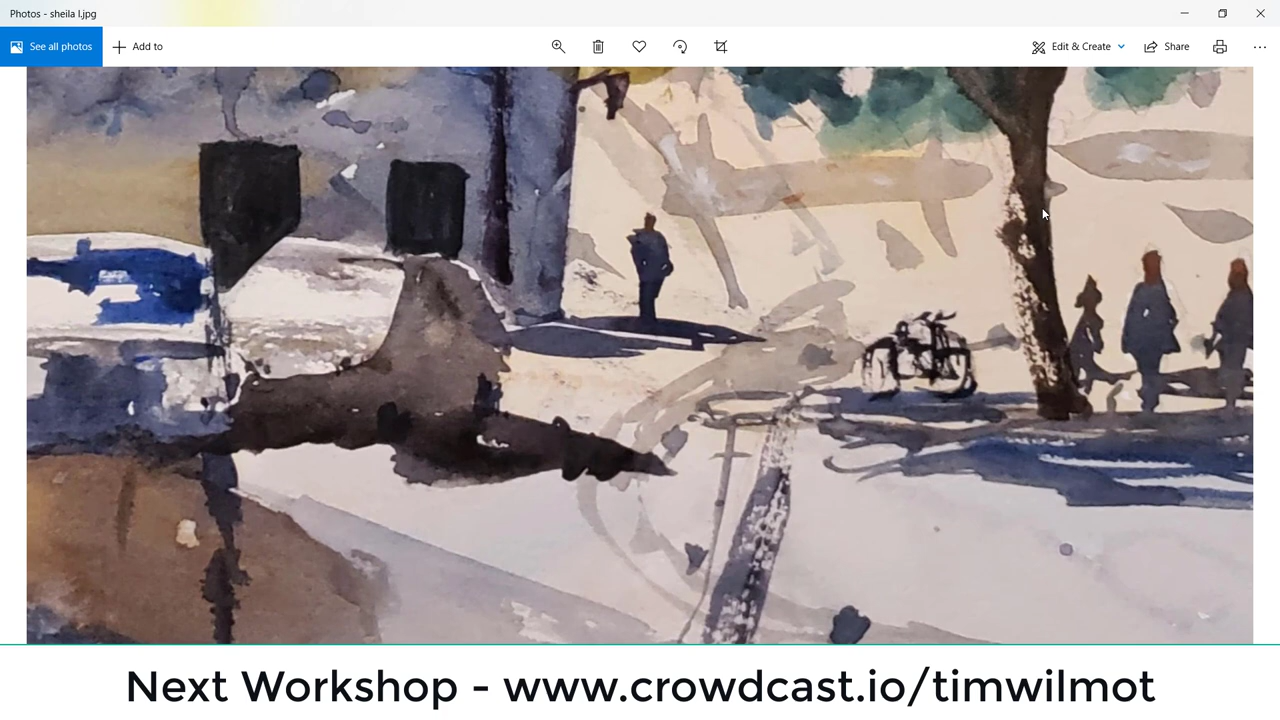 Photos - sheila l.jpg
See all photos
Add to
Edit & Create
Share
Next Workshop - www.crowdcast.io/timwilmot